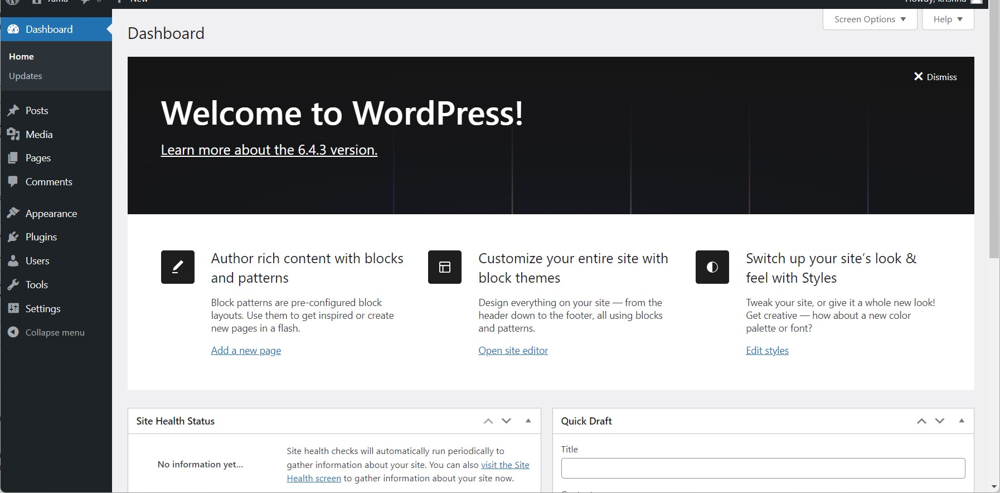 New
Dashboard
Home
Updates
Posts
Media
Pages
Comments
Appearance
Plugins
Users
Tools
Settings
Collapse menu
Dashboard
Screen Options
Help
Dismiss
Welcome to WordPress!
Learn more about the 6.4.3 version.
Author rich content with blocks
and patterns
Block patterns are pre-configured block
layouts. Use them to get inspired or create
new pages in a flash.
Add a new page
Customize your entire site with
block themes
Design everything on your site — from the
header down to the footer, all using blocks
and patterns.
Open site editor
Switch up your site’s look &
feel with Styles
Tweak your site, or give it a whole new look!
Get creative — how about a new color
palette or font?
Edit styles
Site Health Status
No information yet...
Site health checks will automatically run periodically to
gather information about your site. You can also visit the Site
Health screen to gather information about your site now.
Quick Draft
Title